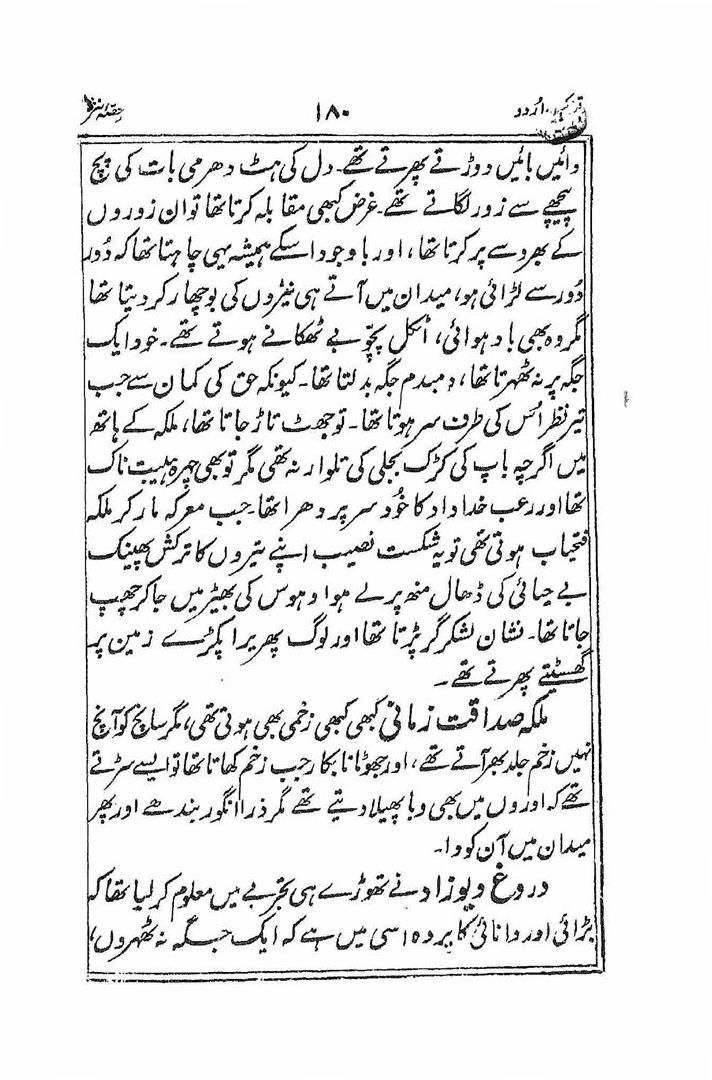 اُردو ۱۸۰ حصّہ نثر
دائیں بائیں دوڑتے پھرتے تھے۔ دل کی ہٹ دھرمی بات کی پچ
پیچھے سے زور لگاتے تھے۔ غرض کبھی مقابلہ کرتا تھا تو ان زوروں
کے بھروسے پر کرتا تھا، اور باوجود اسکے ہمیشہ یہی چاہتا تھا کہ دُور
دُور سے لڑائی ہو، میدان میں آتے ہی تیروں کی بوچھار کر دیتا تھا
مگر وہ بھی باد ہوائی، اٹکل پچّو بے ٹھکانے ہوتے تھے۔ خود ایک
جگہ پر نہ ٹھہرتا تھا، دمبدم جگہ بدلتا تھا۔ کیونکہ حق کی کمان سے جب
تیر نظر اُس کی طرف سر ہوتا تھا۔ تو جھٹ تاڑ جاتا تھا، ملکہ کے ہاتھ
میں اگرچہ باپ کی کڑک بجلی کی تلوار نہ تھی مگر تو بھی چہرہ ہیبت ناک
تھا اور رعب خداداد کا خُود سر پر دھرا تھا۔ جب معرکہ مار کر ملکہ
فتحیاب ہوتی تھی تو یہ شکست نصیب اپنے تیروں کا ترکش پھینک
بے حیائی کی ڈھال منھ پر لے ہوا و ہوس کی بھیڑ میں جا کر چھپ
جاتا تھا۔ نشان لشکر گر پڑتا تھا اور لوگ پھریرا پکڑے زمین پر
گھسیٹتے پھرتے تھے۔
ملکہ صداقت زمانی کبھی کبھی زخمی بھی ہوتی تھی، مگر سانچ کو آنچ
نہیں زخم جلد بھر آتے تھے، اور جھوٹا نابکار جب زخم کھاتا تھا تو ایسے سڑتے
تھے کہ اوروں میں بھی وبا پھیلا دیتے تھے مگر ذرا انگور بندھے اور پھر
میدان میں آن کودا۔
دروغ دیوزاد نے تھوڑے ہی تجربے میں معلوم کر لیا تھا کہ
بڑائی اور دانائی کا پردہ اسی میں ہے کہ ایک جگہ نہ ٹھہروں،